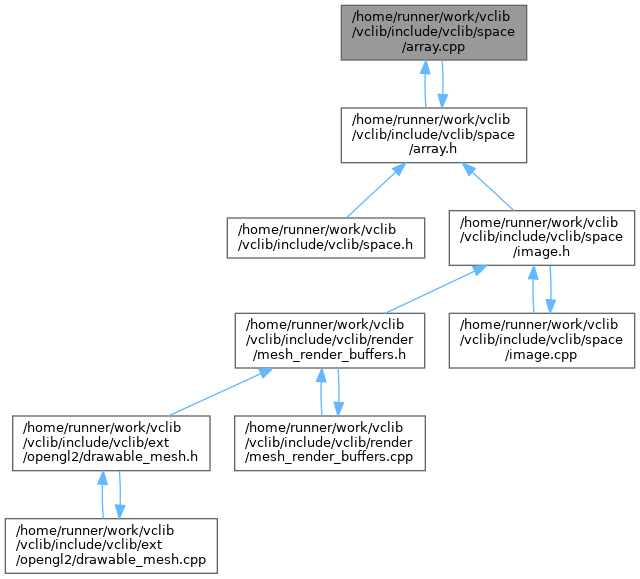 /home/runner/work/vclib
/vclib/include/vclib/space
/array.cpp
/home/runner/work/vclib
/vclib/include/vclib/space
/array.h
/home/runner/work/vclib
/vclib/include/vclib/space.h
/home/runner/work/vclib
/vclib/include/vclib/space
/image.h
/home/runner/work/vclib
/vclib/include/vclib/render
/mesh_render_buffers.h
/home/runner/work/vclib
/vclib/include/vclib/space
/image.cpp
/home/runner/work/vclib
/vclib/include/vclib/ext
/opengl2/drawable_mesh.h
/home/runner/work/vclib
/vclib/include/vclib/render
/mesh_render_buffers.cpp
/home/runner/work/vclib
/vclib/include/vclib/ext
/opengl2/drawable_mesh.cpp